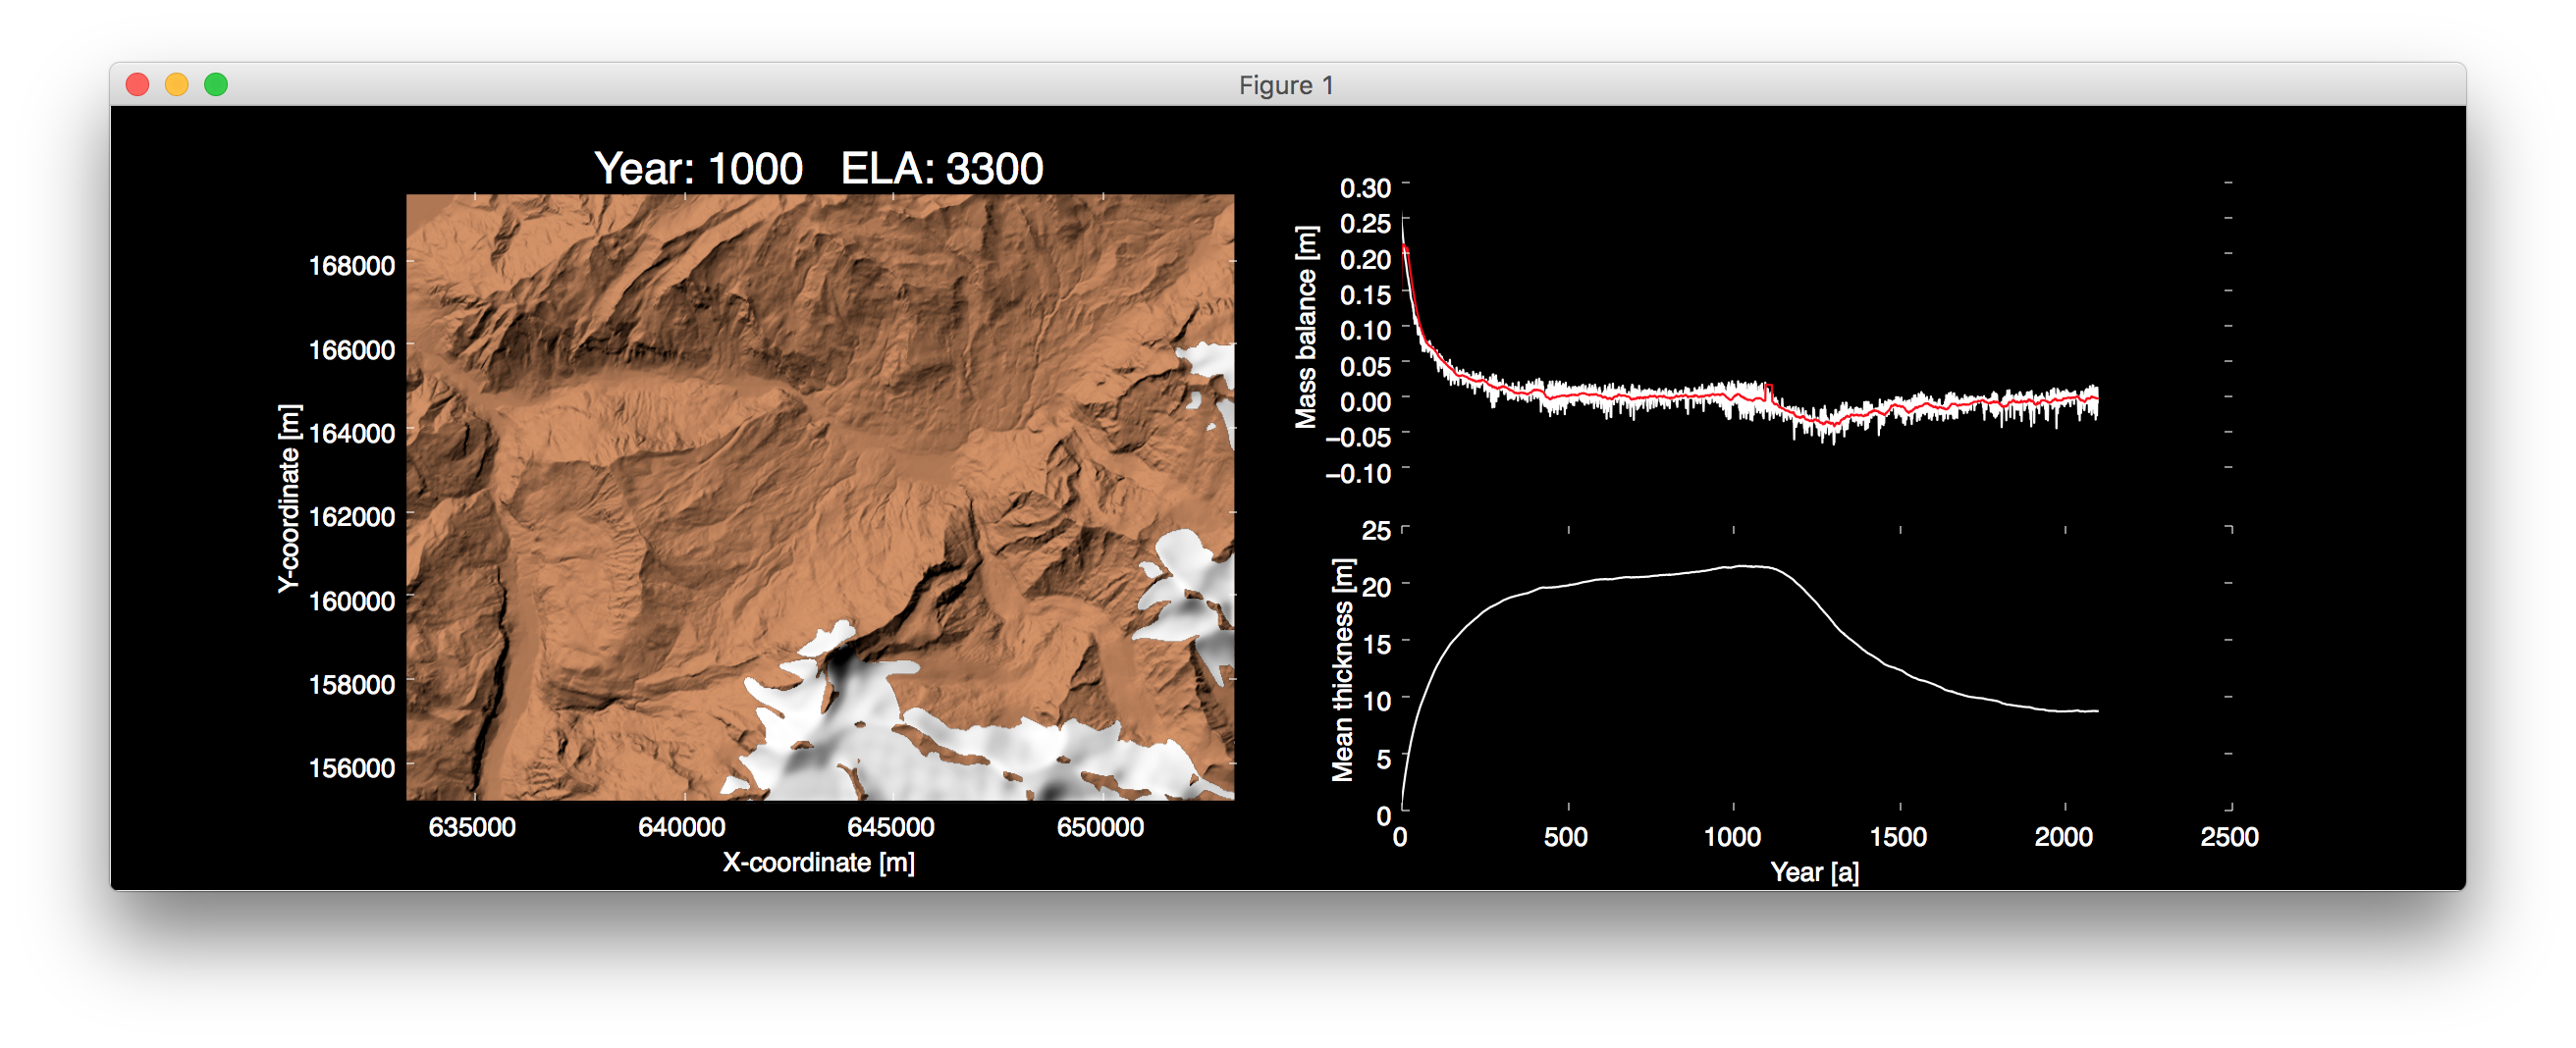 Figure 1
Year: 1000 ELA: 3300
168000
166000
164000
162000
160000
158000
156000
Y-coordinate [m]
635000 640000 645000 650000
X-coordinate [m]
0.30
0.25
0.20
0.15
0.10
0.05
0.00
−0.05
−0.10
Mass balance [m]
25
20
15
10
5
0
Mean thickness [m]
0 500 1000 1500 2000 2500
Year [a]